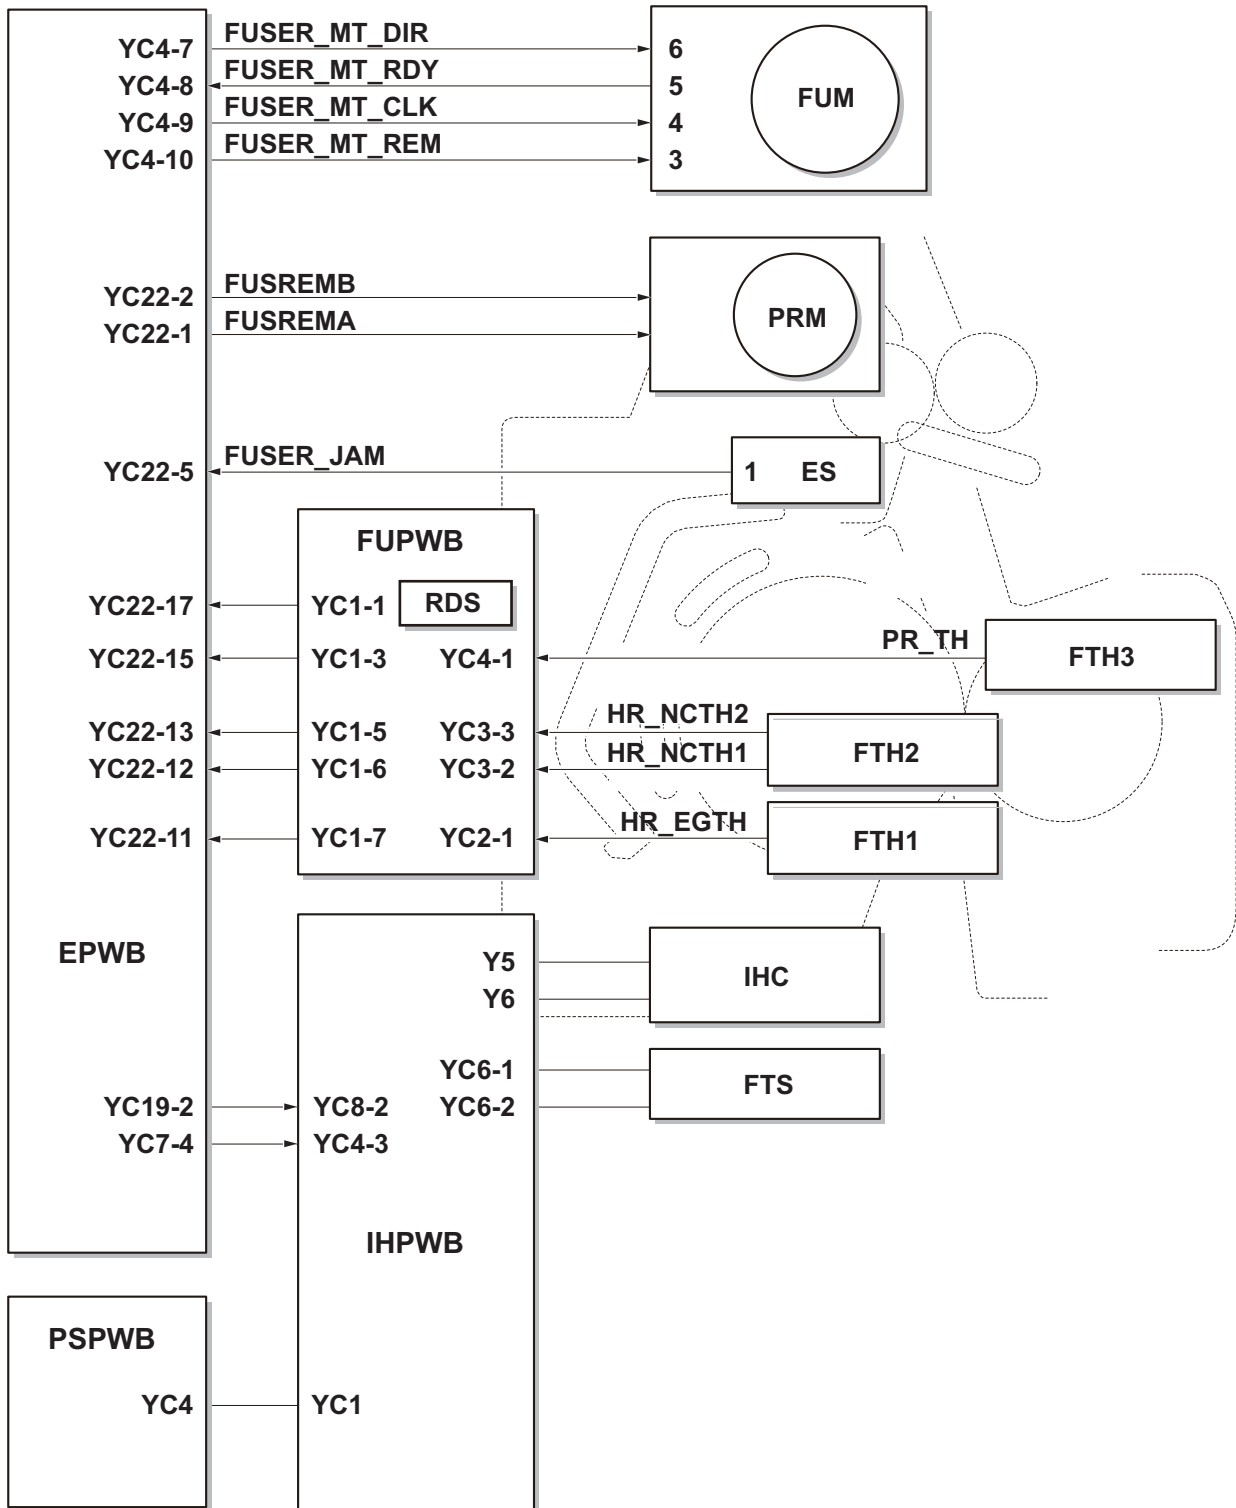 YC4-7 FUSER_MT_DIR 6
YC4-8 FUSER_MT_RDY 5
YC4-9 FUSER_MT_CLK 4
YC4-10 FUSER_MT_REM 3
FUM
YC22-2 FUSREMB
YC22-1 FUSREMA
PRM
YC22-5 FUSER_JAM 1 ES
FUPWB
YC22-17 YC1-1 RDS
YC22-15 YC1-3 YC4-1 PR_TH FTH3
YC22-13 YC1-5 YC3-3 HR_NCTH2
YC22-12 YC1-6 YC3-2 HR_NCTH1
FTH2
YC22-11 YC1-7 YC2-1 HR_EGTH FTH1
EPWB
Y5
Y6
IHC
YC6-1
YC6-2
FTS
YC19-2 YC8-2
YC7-4 YC4-3
IHPWB
PSPWB
YC4 YC1